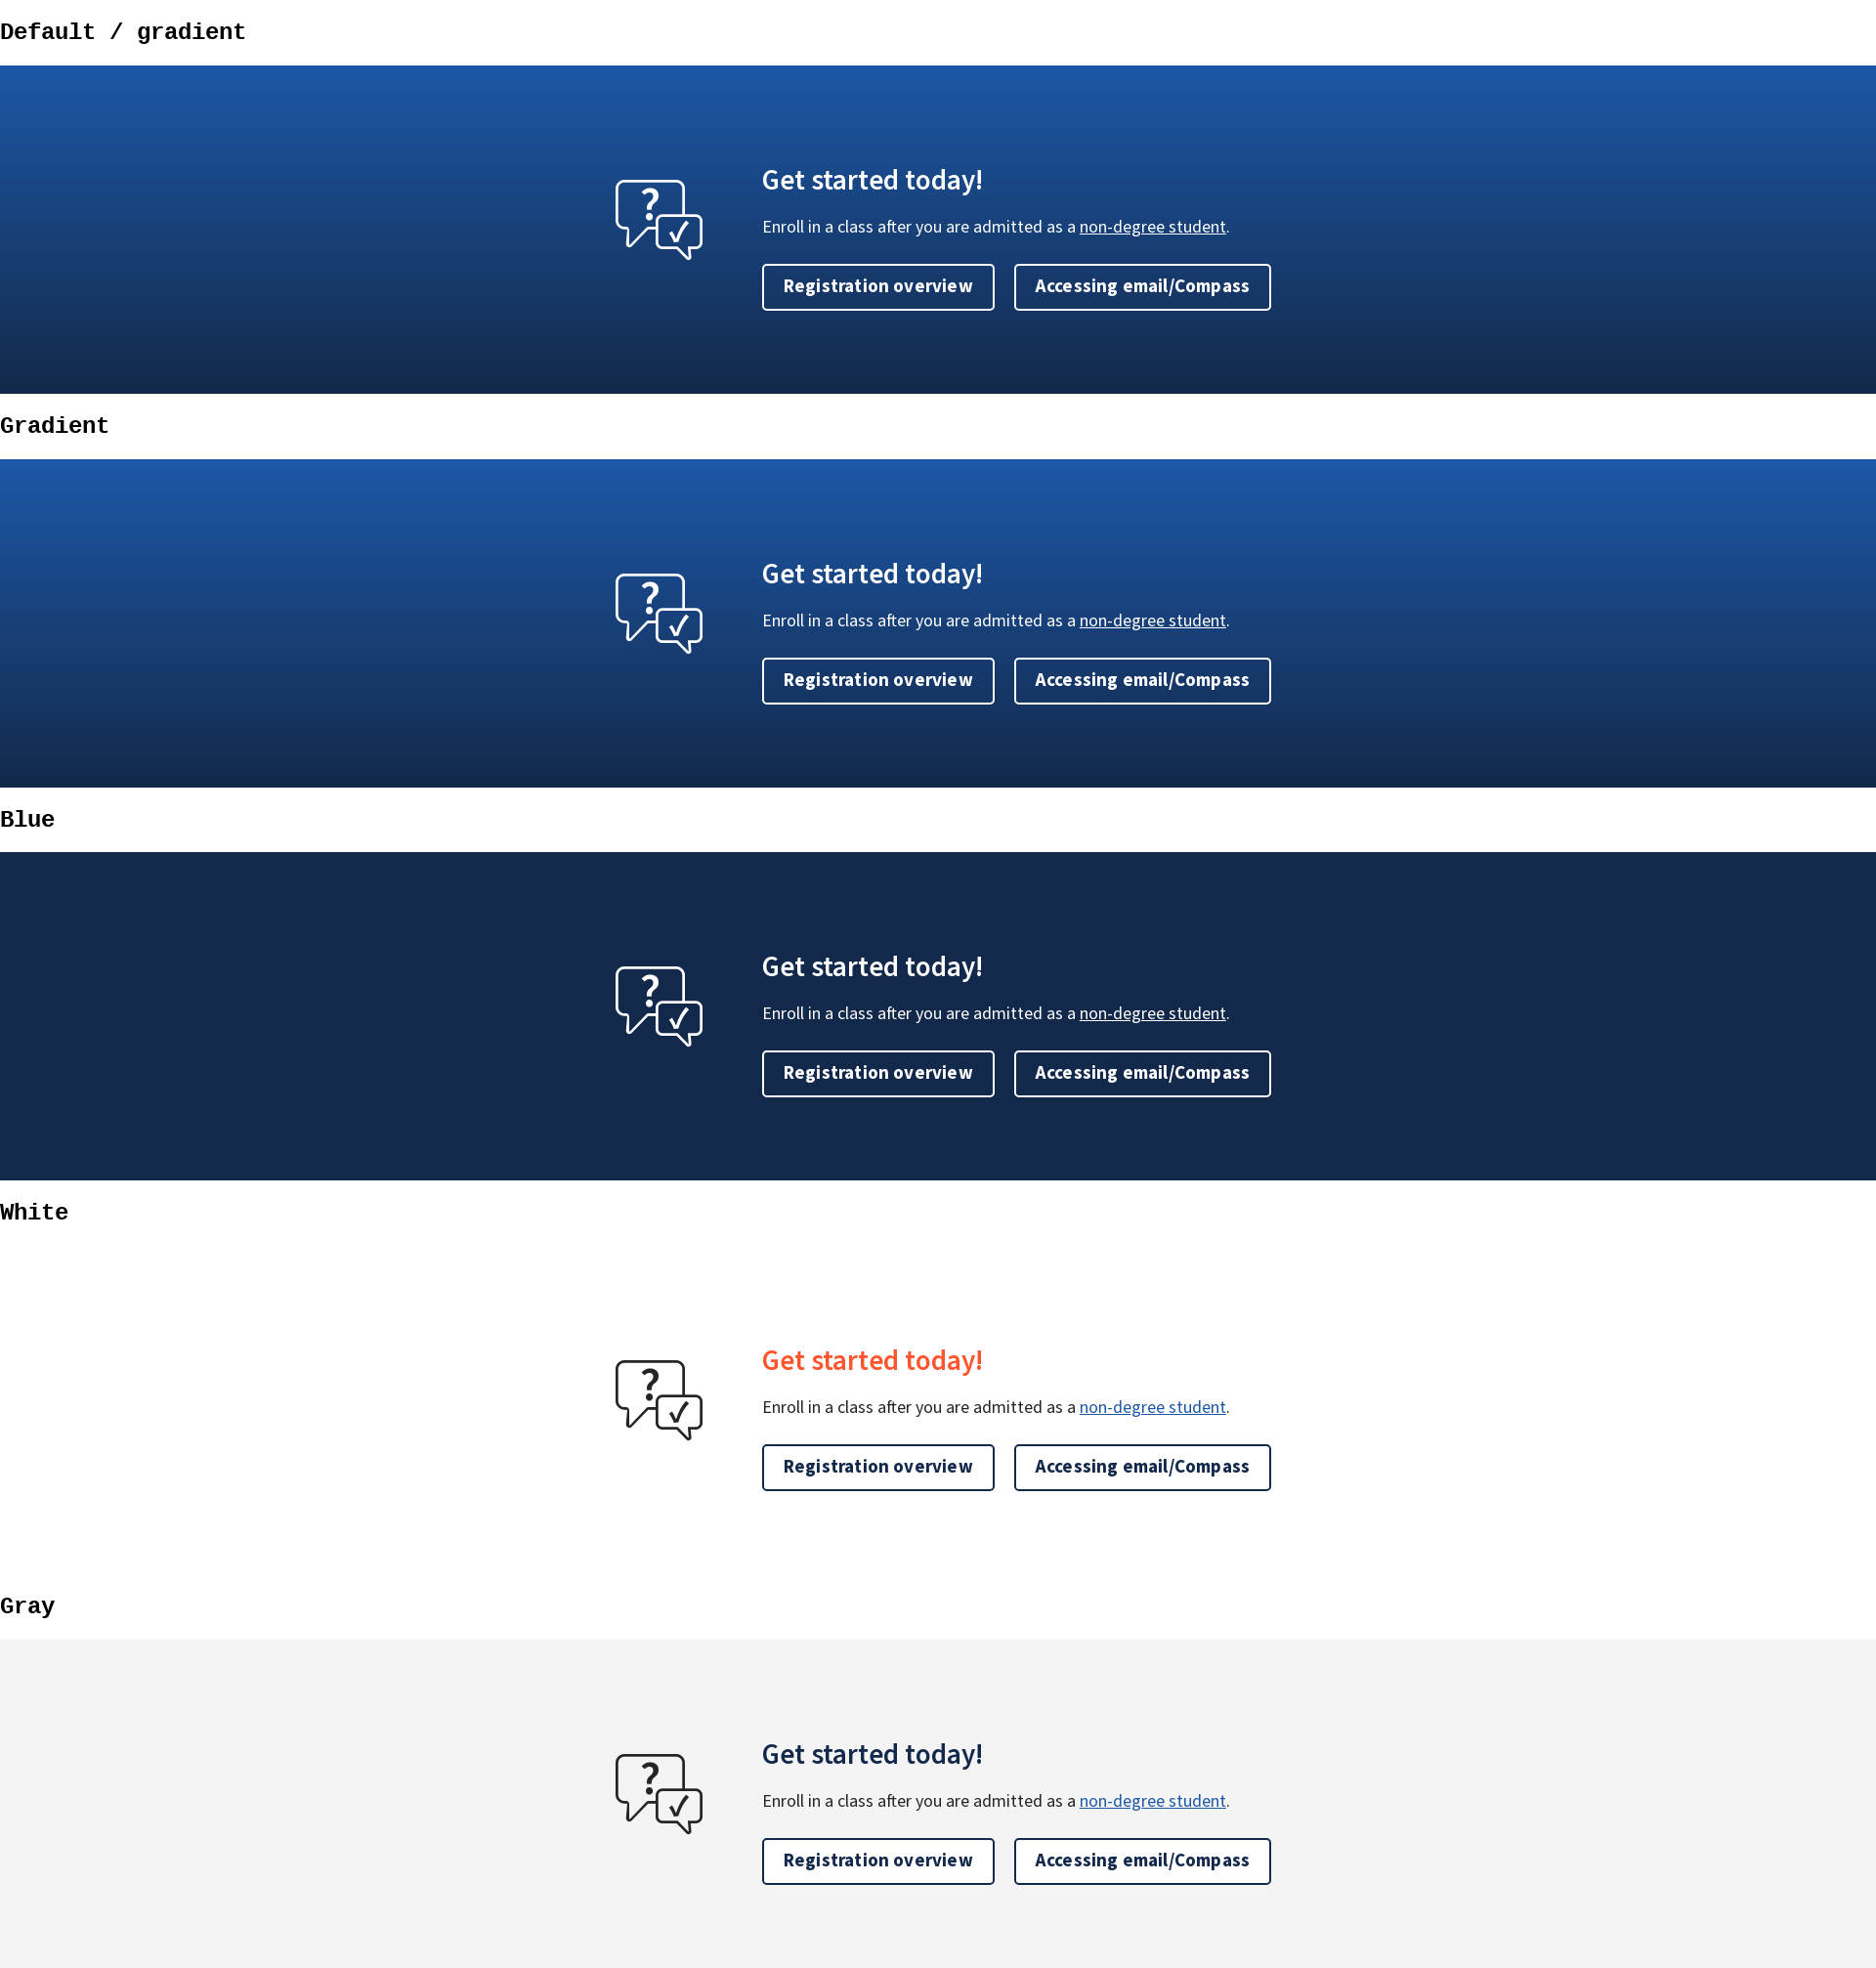 Default / gradient
?
Get started today!
Enroll in a class after you are admitted as a non-degree student.
Registration overview Accessing email/Compass
Gradient
?
Get started today!
Enroll in a class after you are admitted as a non-degree student.
Registration overview Accessing email/Compass
Blue
?
Get started today!
Enroll in a class after you are admitted as a non-degree student.
Registration overview Accessing email/Compass
White
?
Get started today!
Enroll in a class after you are admitted as a non-degree student.
Registration overview Accessing email/Compass
Gray
?
Get started today!
Enroll in a class after you are admitted as a non-degree student.
Registration overview Accessing email/Compass